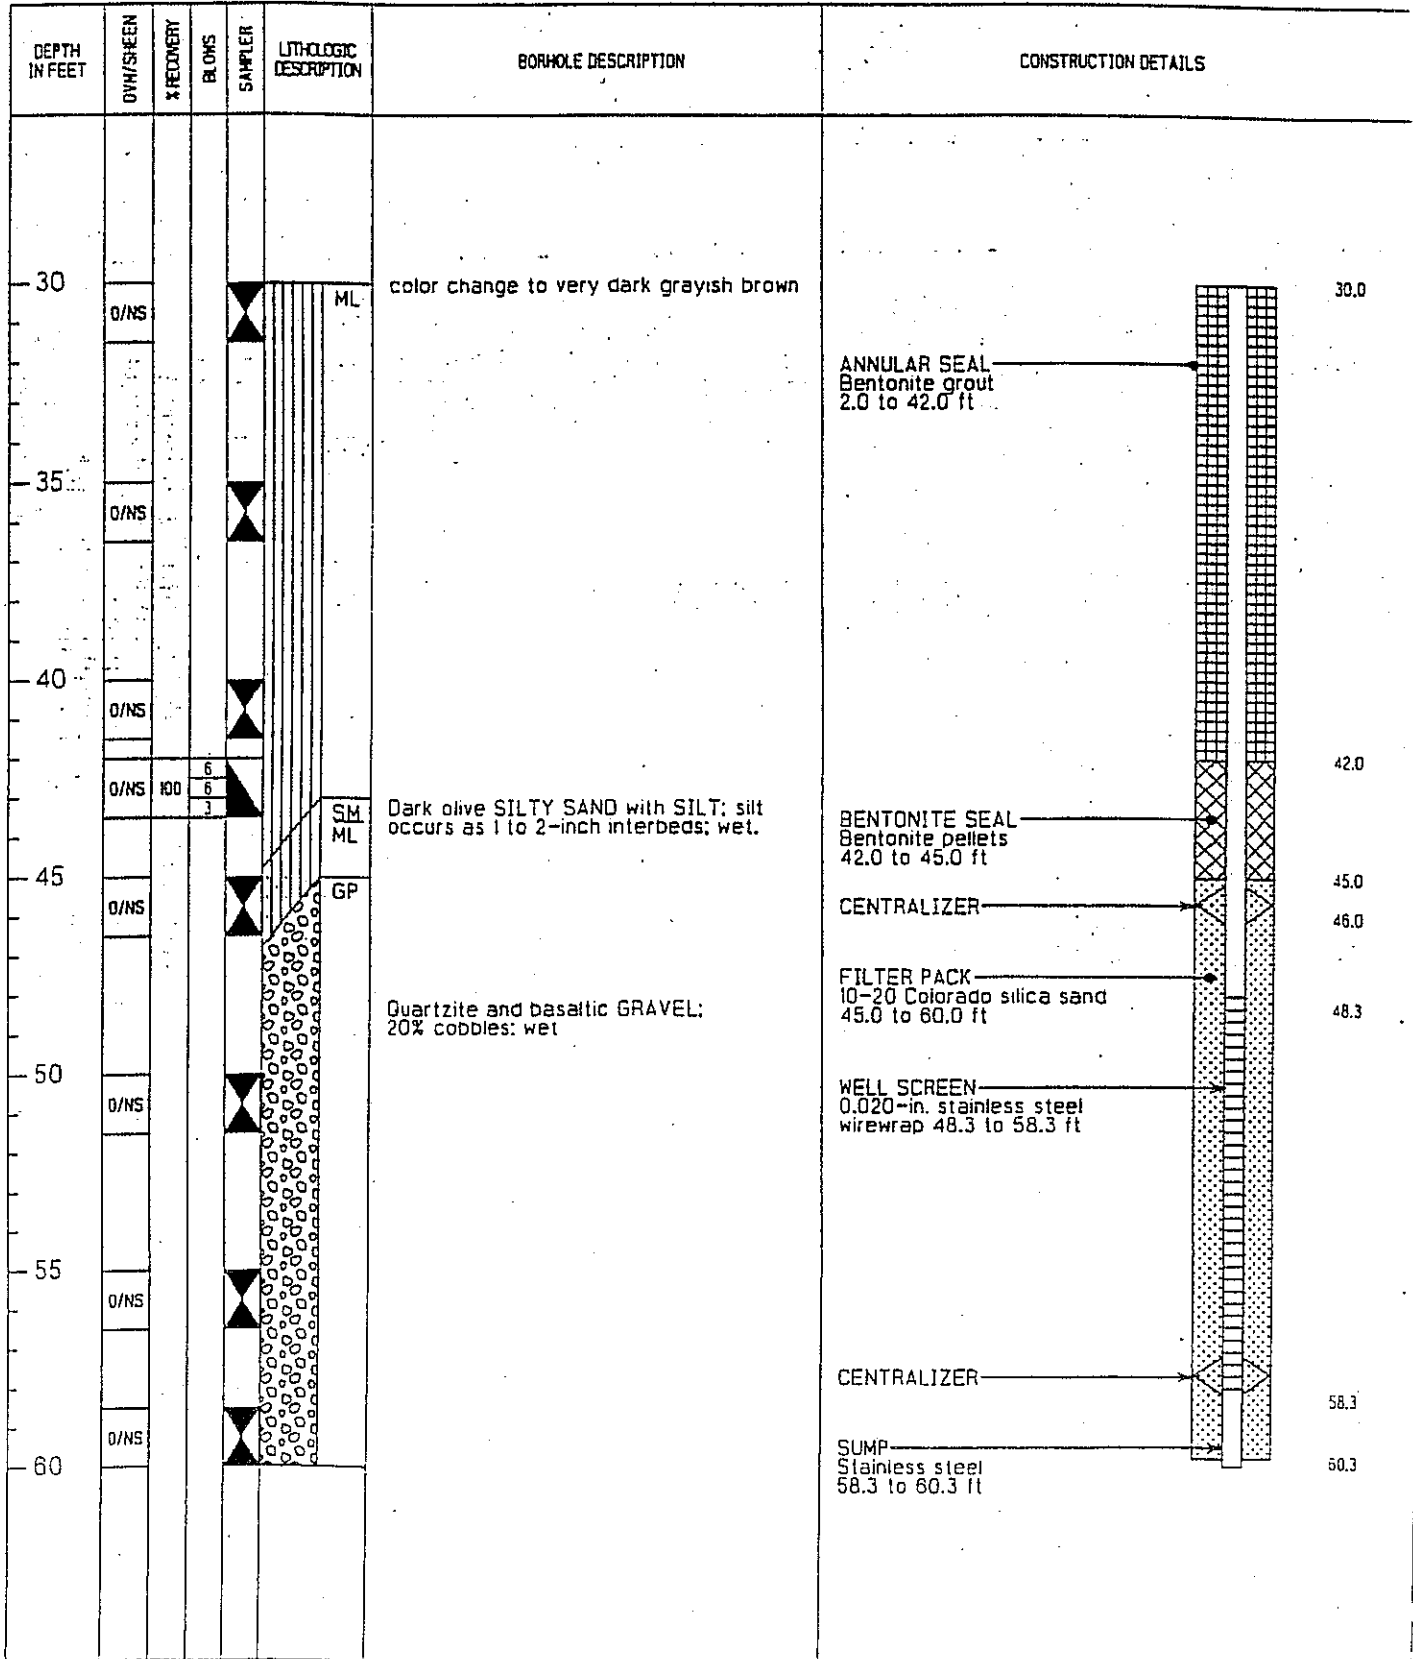 DEPTH
IN FEET
OVM/SHEEN
% RECOVERY
BLOWS
SAMPLER
LITHOLOGIC
DESCRIPTION
BORHOLE DESCRIPTION
CONSTRUCTION DETAILS
30
0/NS
ML
color change to very dark grayish brown
30.0
ANNULAR SEAL
Bentonite grout
2.0 to 42.0 ft
35
0/NS
40
0/NS
42.0
0/NS
100
6
6
3
SM
ML
Dark olive SILTY SAND with SILT; silt
occurs as 1 to 2-inch interbeds; wet.
BENTONITE SEAL
Bentonite pellets
42.0 to 45.0 ft
45
0/NS
GP
45.0
CENTRALIZER
46.0
FILTER PACK
10-20 Colorado silica sand
45.0 to 60.0 ft
Quartzite and basaltic GRAVEL;
20% cobbles; wet
48.3
50
0/NS
WELL SCREEN
0.020-in. stainless steel
wirewrap 48.3 to 58.3 ft
55
0/NS
CENTRALIZER
58.3
0/NS
SUMP
Stainless steel
58.3 to 60.3 ft
60
60.3